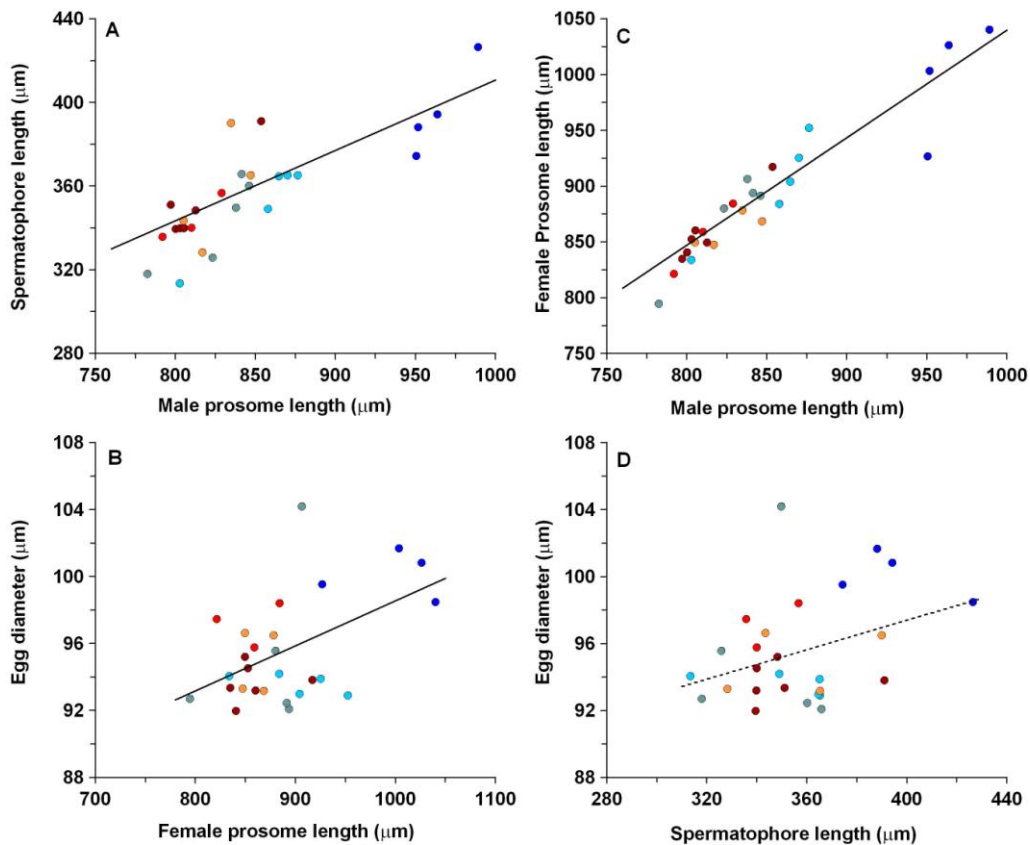 A
440
400
360
320
280
Spermatophore length (μm)
750 800 850 900 950 1000
Male prosome length (μm)
C
1050
1000
950
900
850
800
750
Female Prosome length (μm)
750 800 850 900 950 1000
Male prosome length (μm)
B
108
104
100
96
92
88
Egg diameter (μm)
700 800 900 1000 1100
Female prosome length (μm)
D
108
104
100
96
92
88
Egg diameter (μm)
280 320 360 400 440
Spermatophore length (μm)